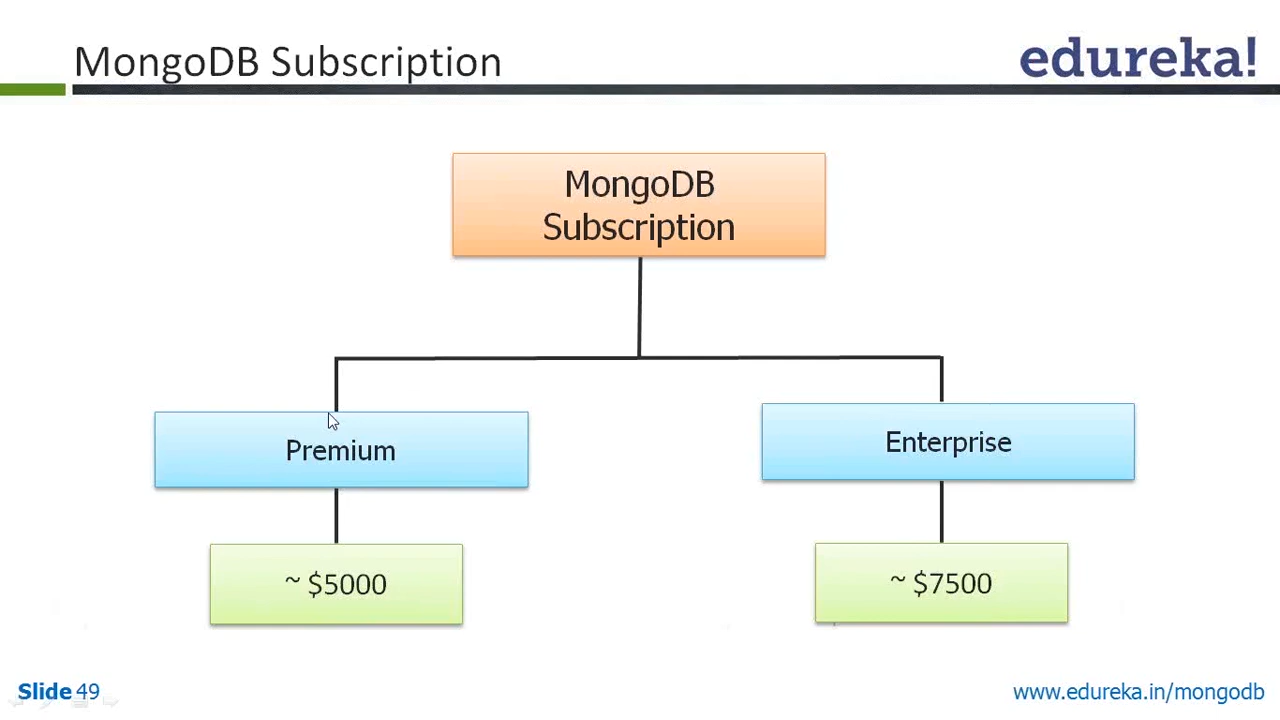 MongoDB Subscription
edureka!
MongoDB
Subscription
Premium
Enterprise
~ $5000
~ $7500
Slide 49
www.edureka.in/mongodb